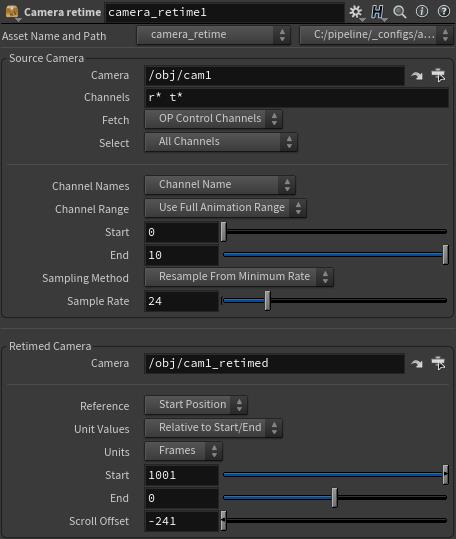 Camera retime camera_retime1
Asset Name and Path camera_retime C:/pipeline/_configs/a...
Source Camera
Camera /obj/cam1
Channels r* t*
Fetch OP Control Channels
Select All Channels
Channel Names Channel Name
Channel Range Use Full Animation Range
Start 0
End 10
Sampling Method Resample From Minimum Rate
Sample Rate 24
Retimed Camera
Camera /obj/cam1_retimed
Reference Start Position
Unit Values Relative to Start/End
Units Frames
Start 1001
End 0
Scroll Offset -241